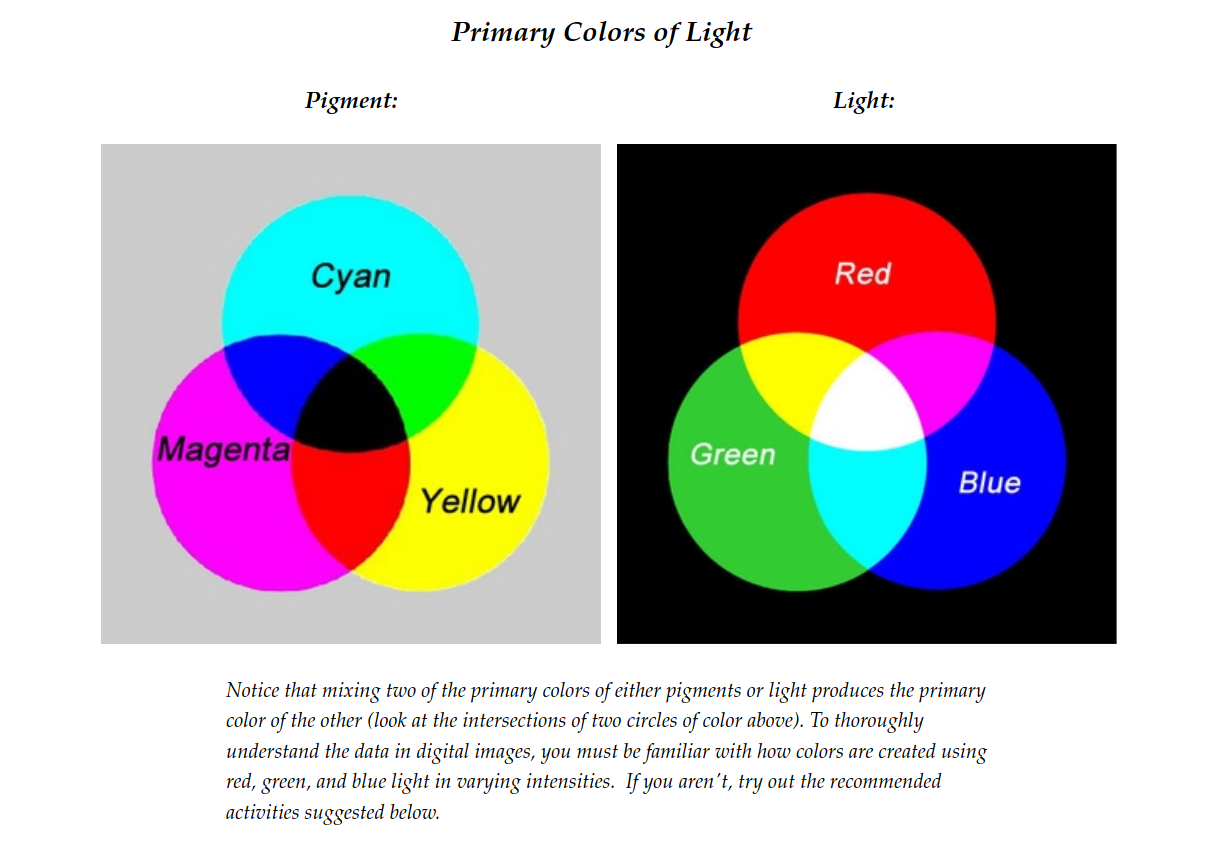 Primary Colors of Light
Pigment:
Light:
Cyan
Magenta
Yellow
Red
Green
Blue
Notice that mixing two of the primary colors of either pigments or light produces the primary
color of the other (look at the intersections of two circles of color above). To thoroughly
understand the data in digital images, you must be familiar with how colors are created using
red, green, and blue light in varying intensities.  If you aren't, try out the recommended
activities suggested below.